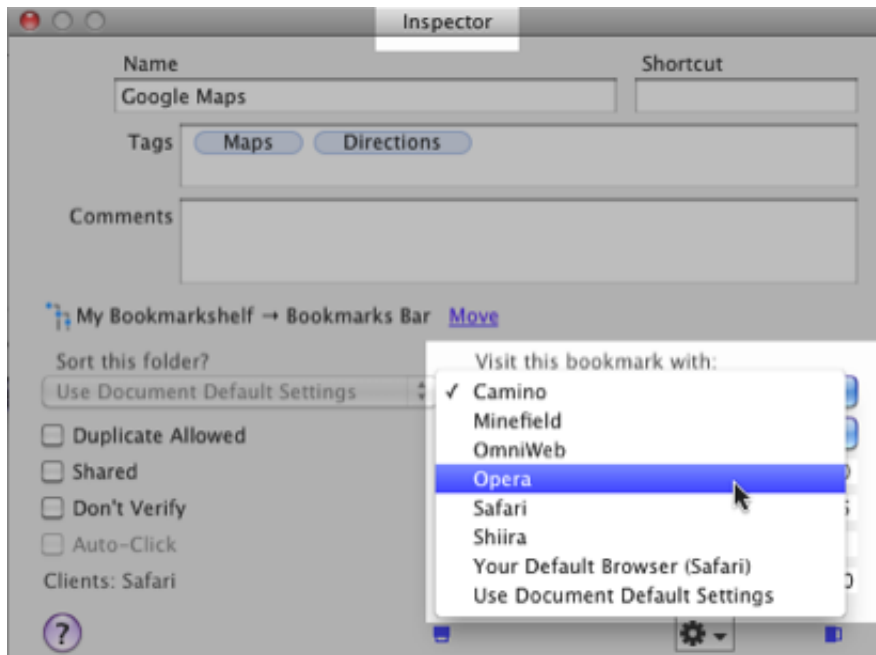 Inspector
Name Shortcut
Google Maps
Tags Maps Directions
Comments
My Bookmarkshelf → Bookmarks Bar Move
Sort this folder? Visit this bookmark with:
Use Document Default Settings ✓ Camino
Minefield
Duplicate Allowed
OmniWeb
Shared Opera
Don't Verify Safari
Auto-Click Shiira
Your Default Browser (Safari)
Clients: Safari
Use Document Default Settings
?